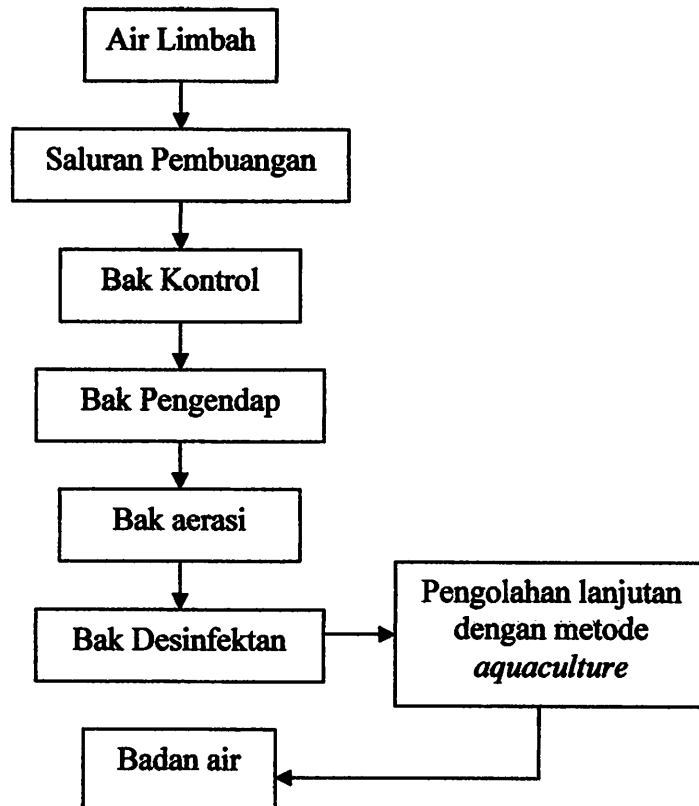 Air Limbah
Saluran Pembuangan
Bak Kontrol
Bak Pengendap
Bak aerasi
Bak Desinfektan
Pengolahan lanjutan
dengan metode
aquaculture
Badan air